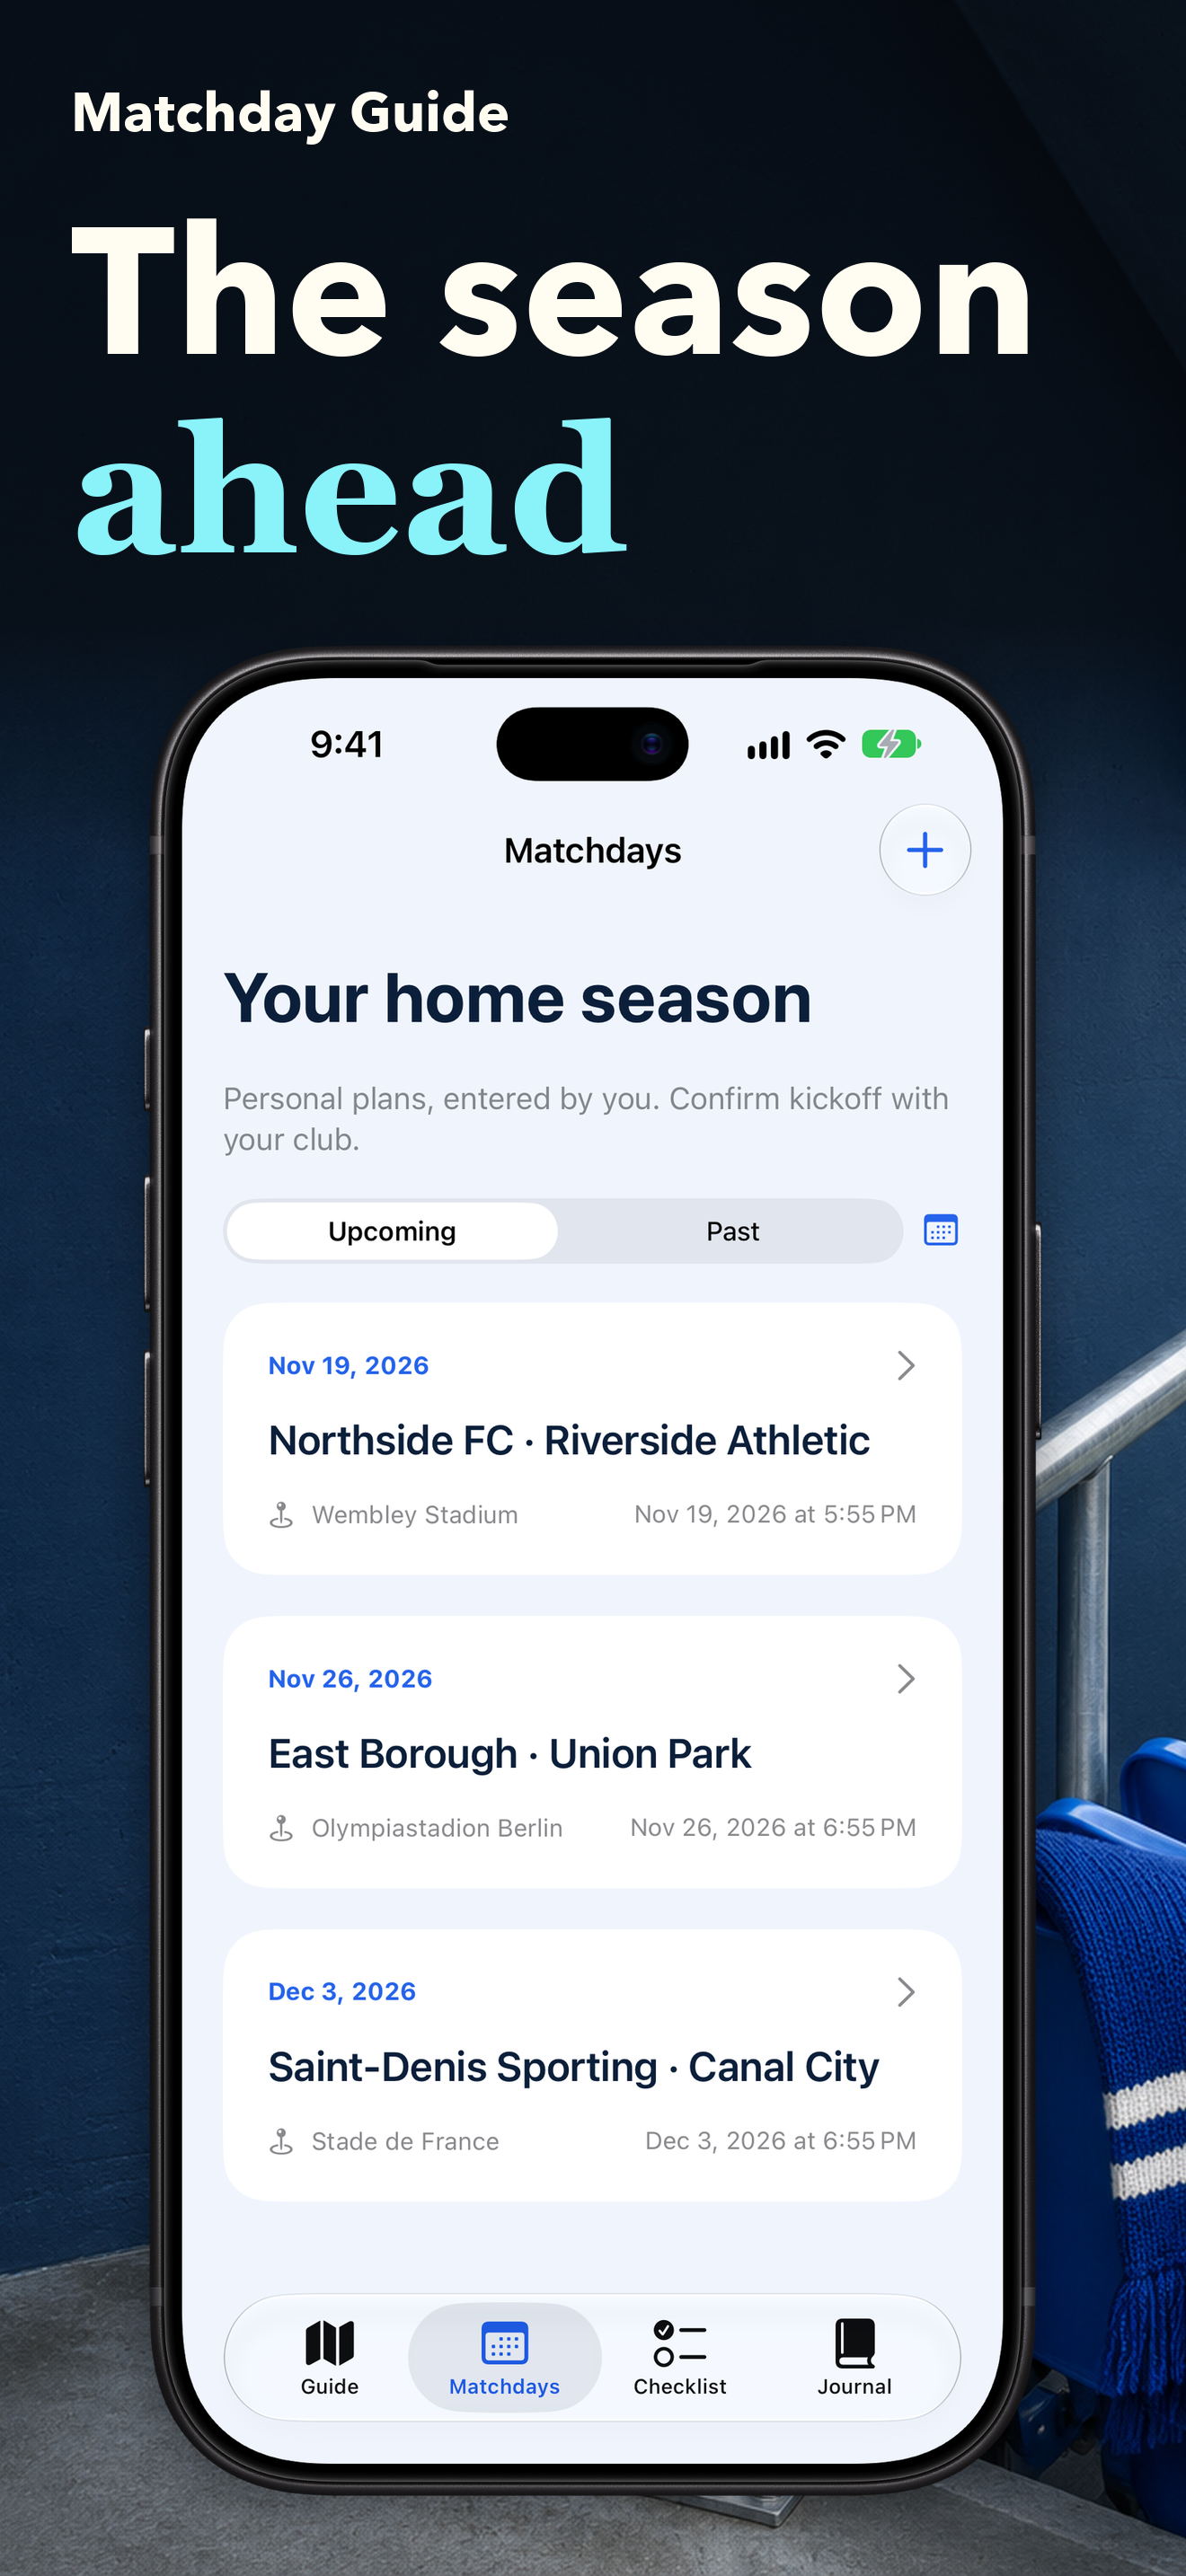 Matchday Guide
The season
ahead
9:41
Matchdays
Your home season
Personal plans, entered by you. Confirm kickoff with
your club.
Upcoming Past
Nov 19, 2026
Northside FC · Riverside Athletic
Wembley Stadium Nov 19, 2026 at 5:55 PM
Nov 26, 2026
East Borough · Union Park
Olympiastadion Berlin Nov 26, 2026 at 6:55 PM
Dec 3, 2026
Saint-Denis Sporting · Canal City
Stade de France Dec 3, 2026 at 6:55 PM
Guide Matchdays Checklist Journal